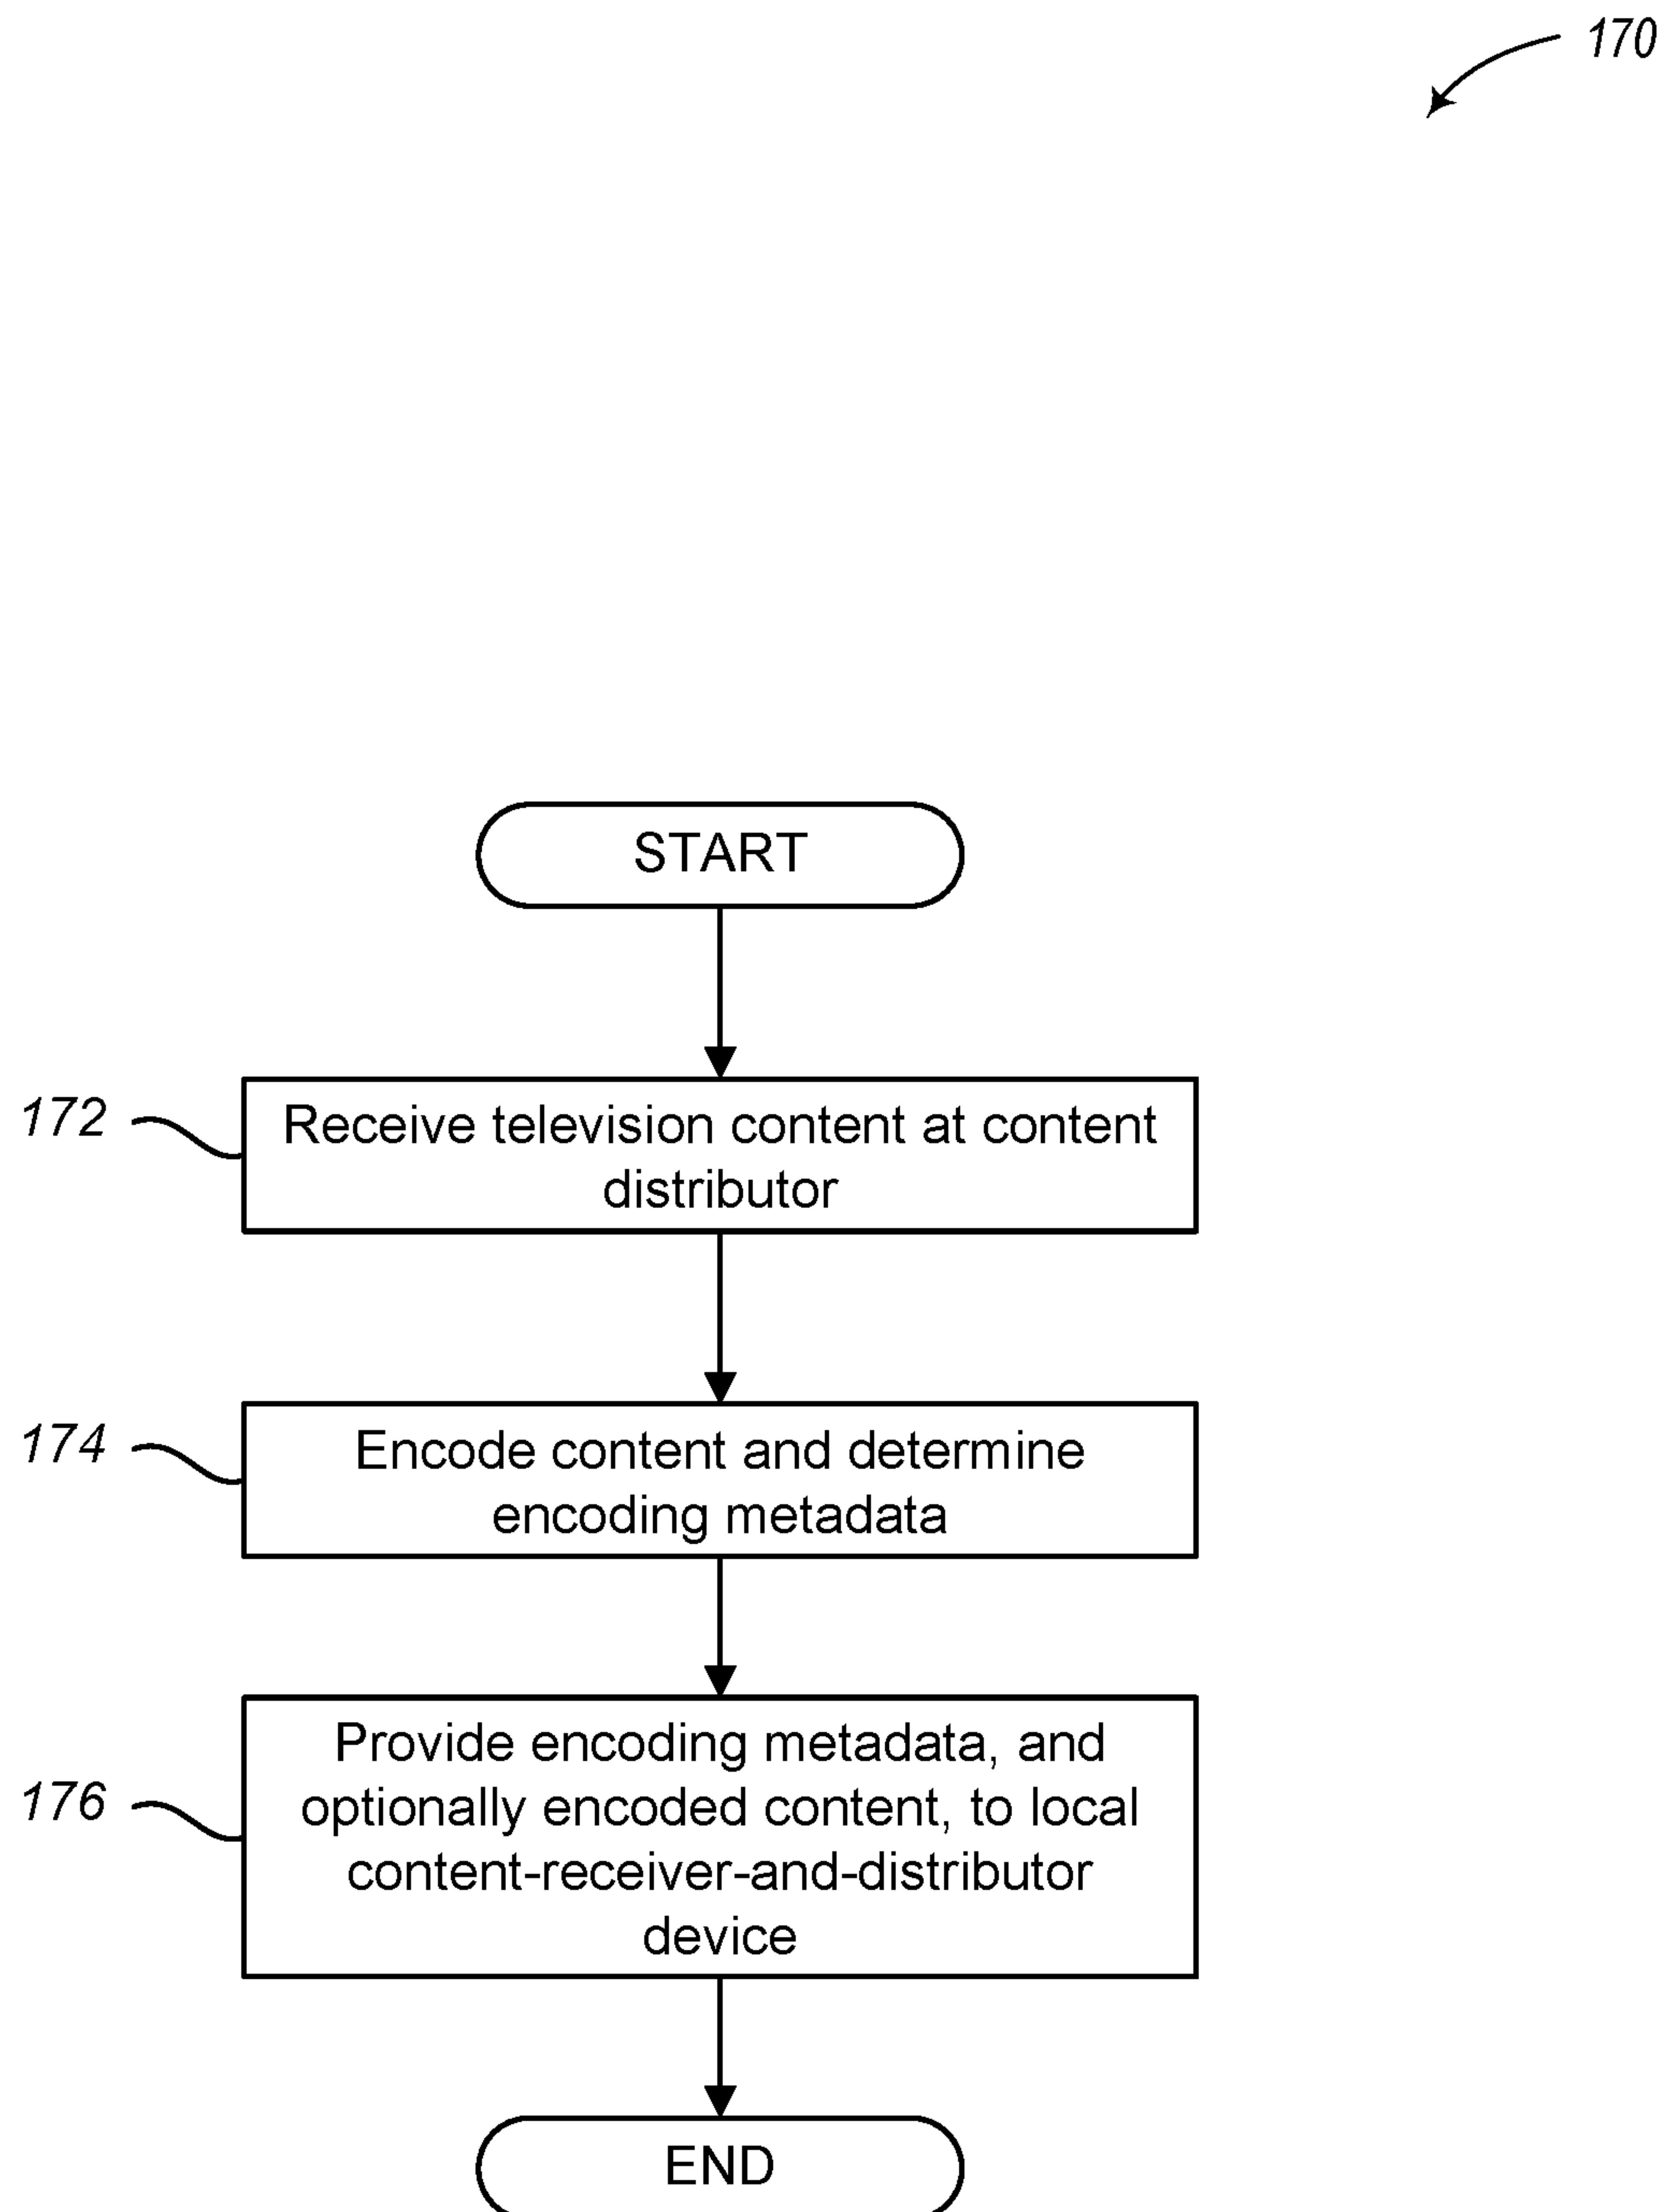 170
START
172
Receive television content at content
distributor
174
Encode content and determine
encoding metadata
176
Provide encoding metadata, and
optionally encoded content, to local
content-receiver-and-distributor
device
END